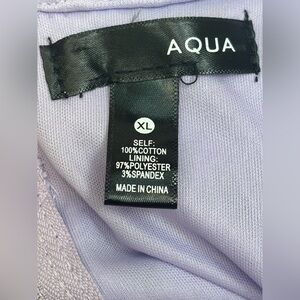 AQUA
XL
SELF:
100%COTTON
LINING:
97%POLYESTER
3%SPANDEX
MADE IN CHINA